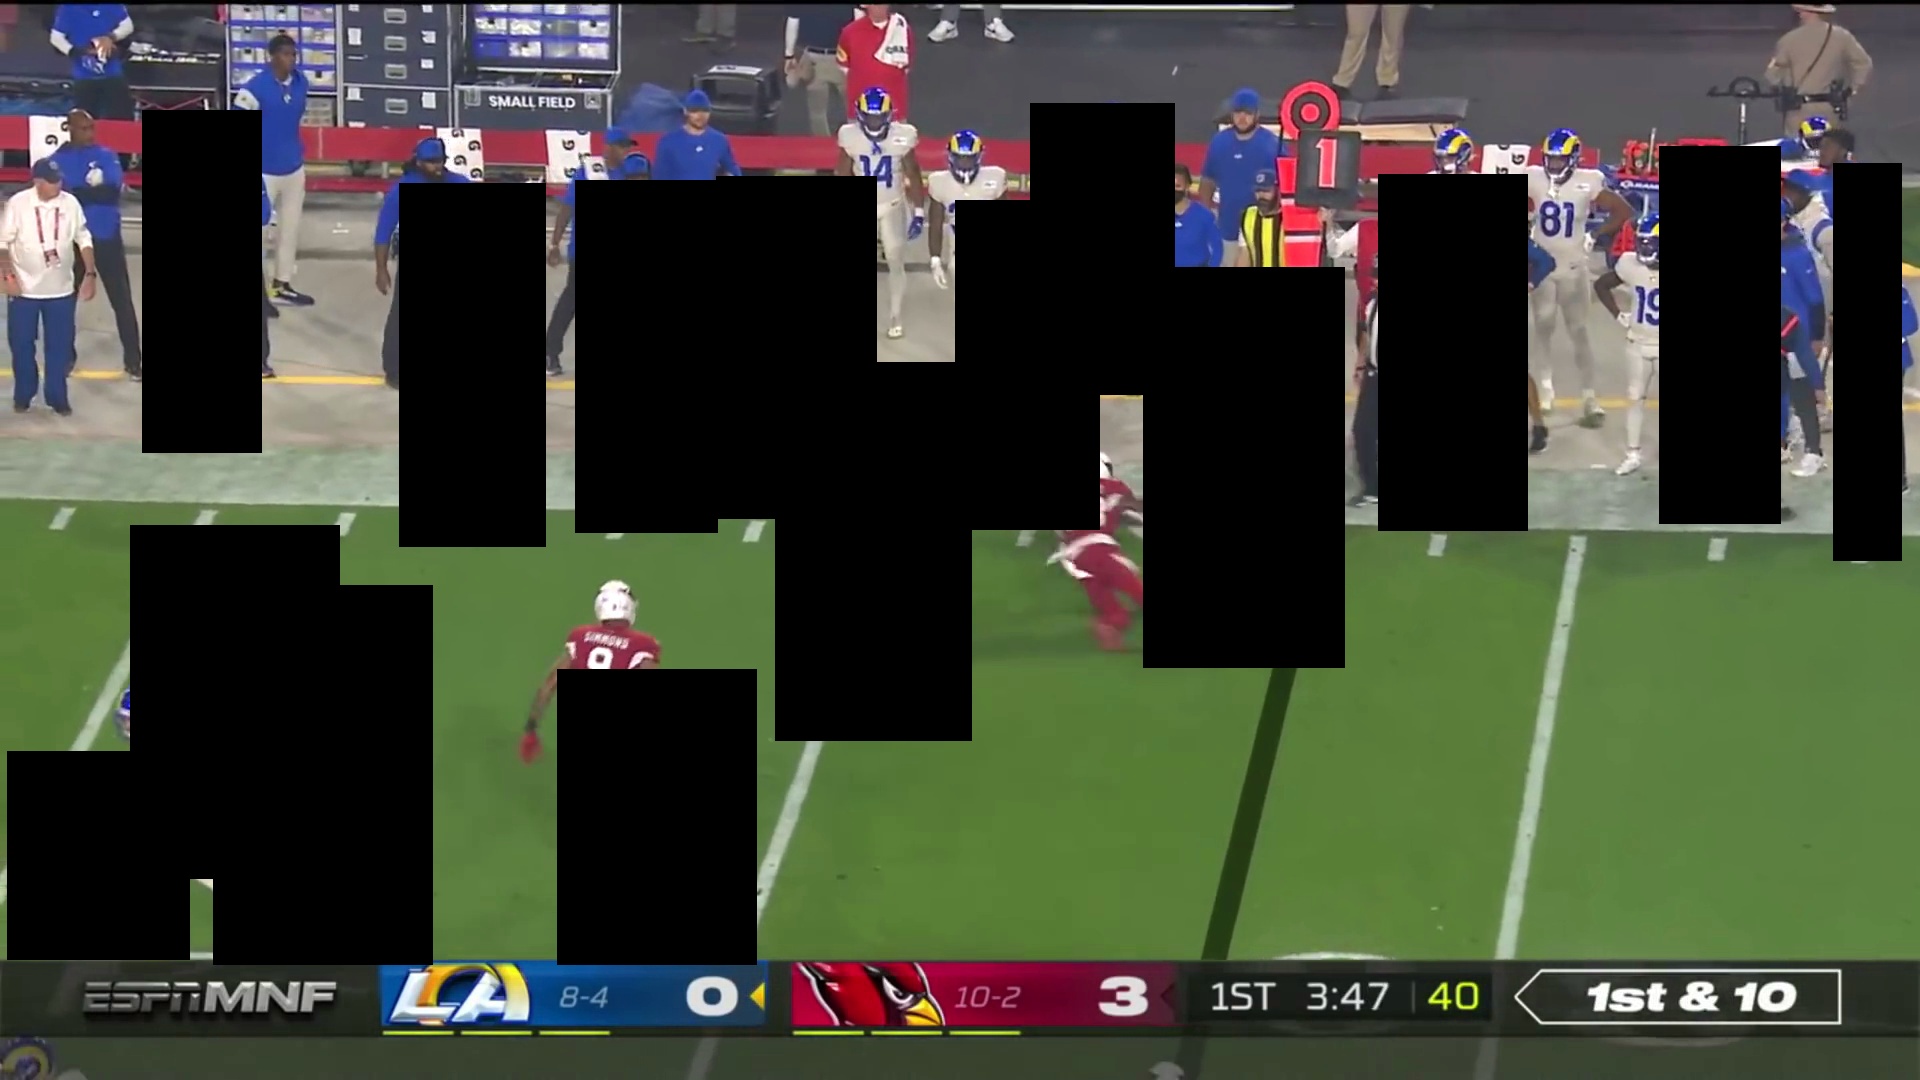 SMALL FIELD
14
1
81
19
SIMMONS
9
ESPN MNF
LA 8-4 0
10-2 3
1ST 3:47 40
1st & 10